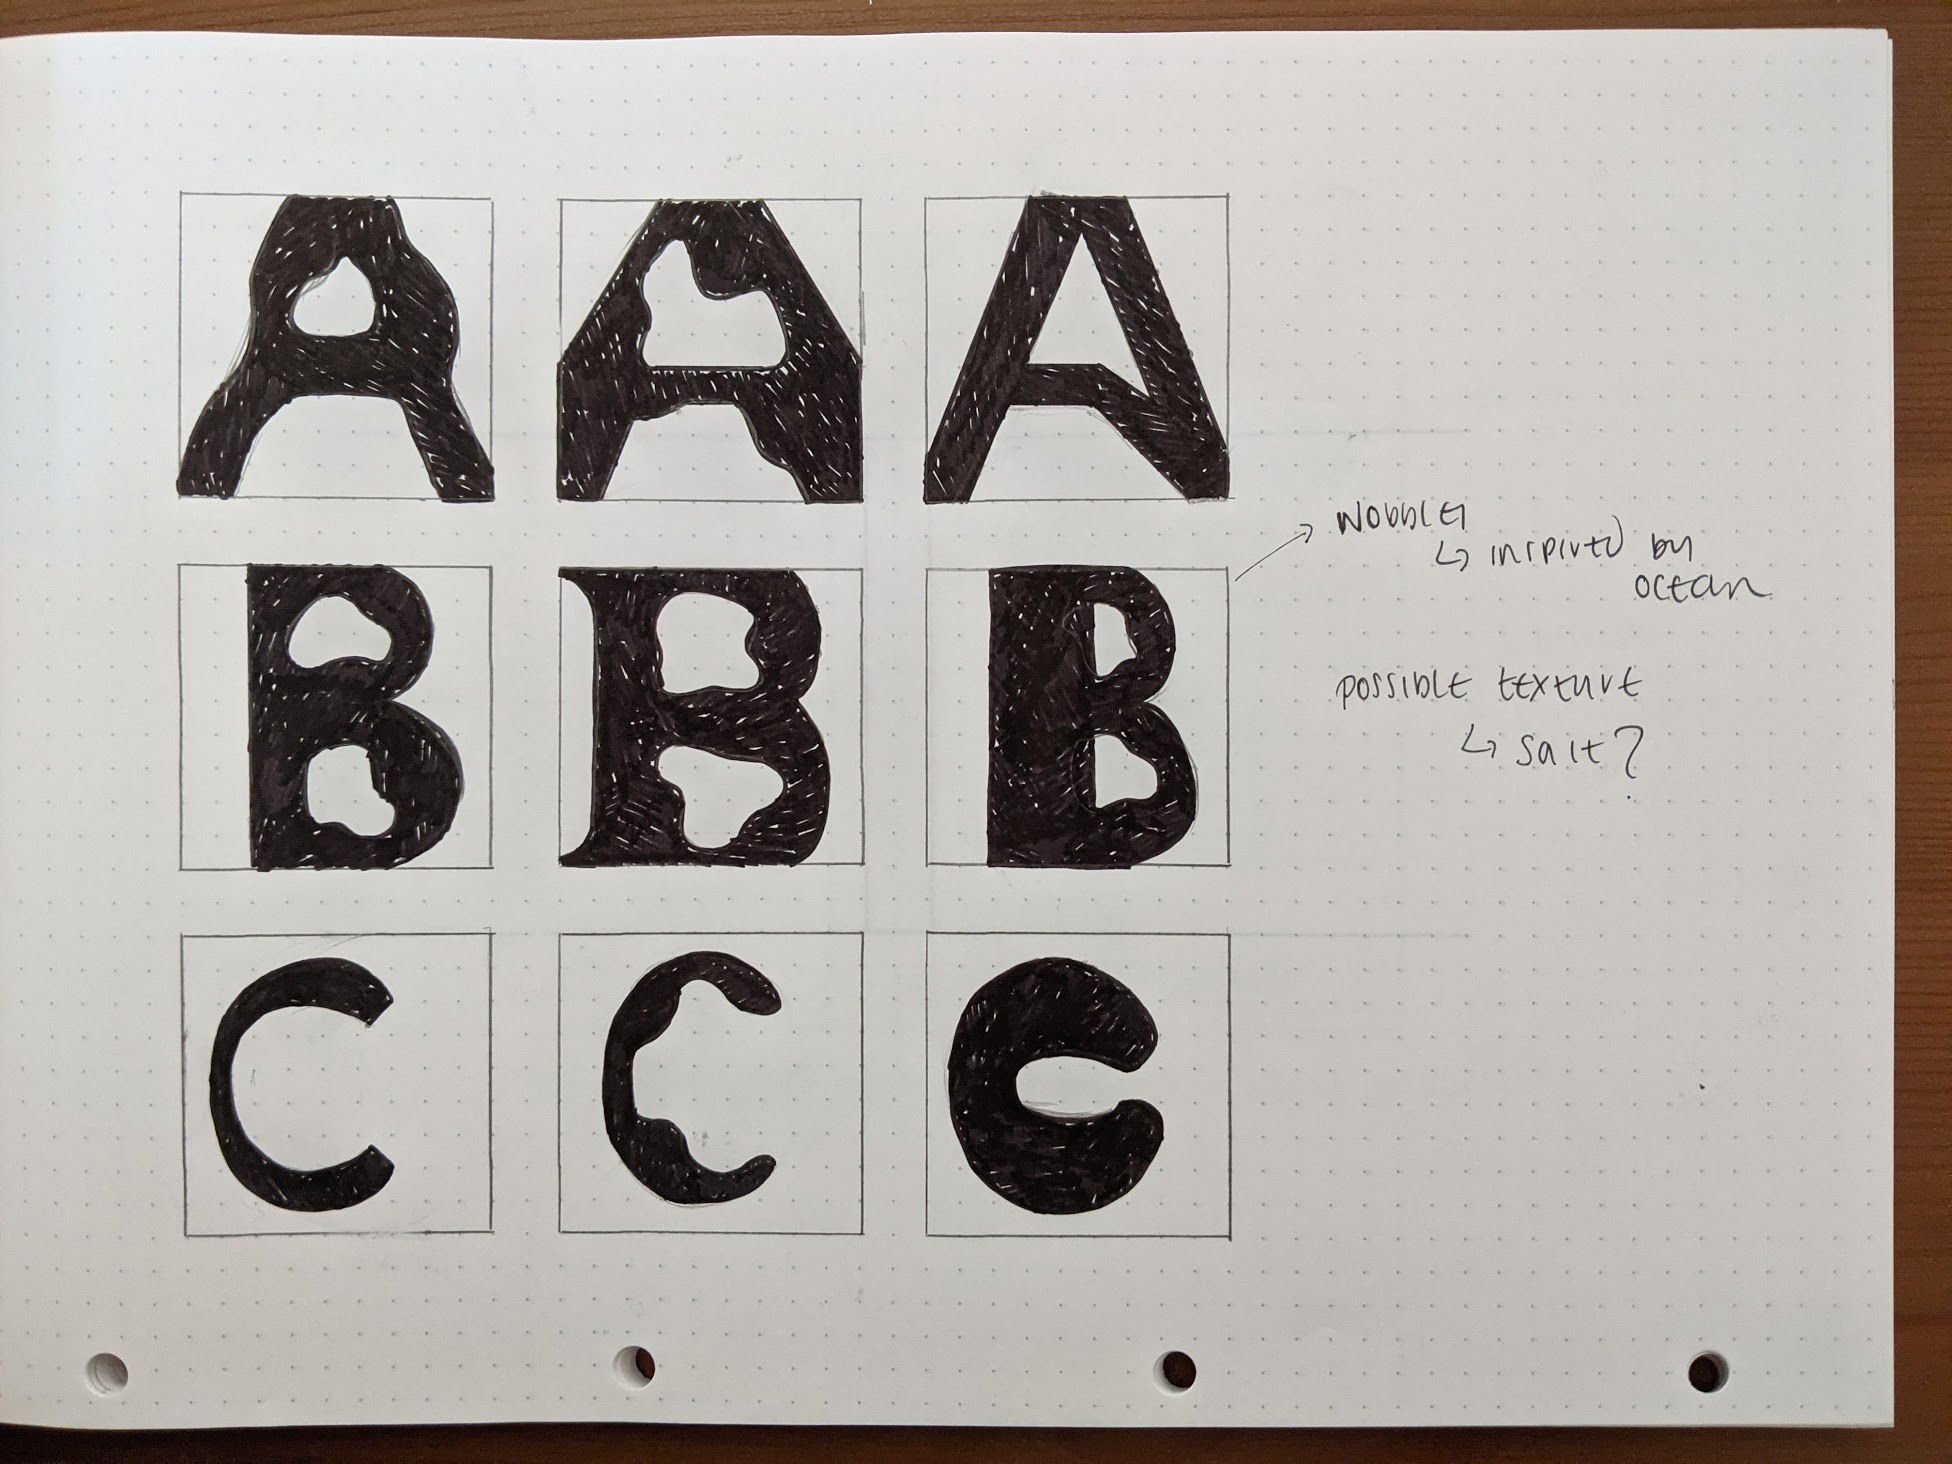 A A A
B B B
C C C
→ wobbly
↳ inspired by
ocean
possible texture
↳ salt?